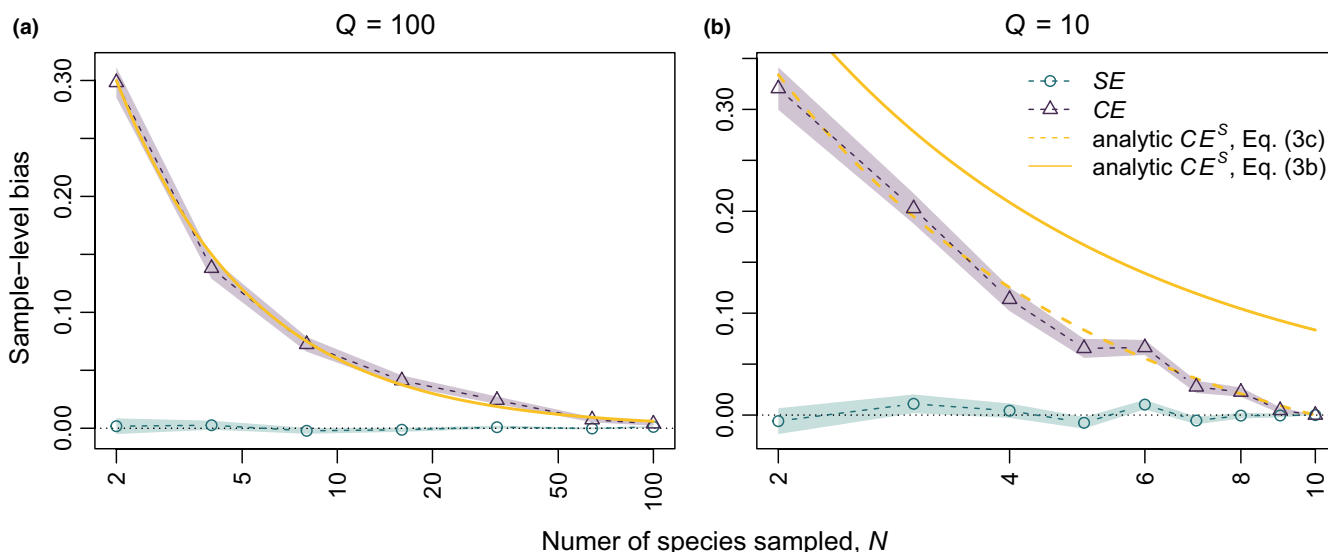 (a)
Q = 100
Sample-level bias
0.30
0.20
0.10
0.00
2
5
10
20
50
100
(b)
Q = 10
0.30
0.20
0.10
0.00
2
4
6
8
10
SE
CE
analytic CE^S, Eq. (3c)
analytic CE^S, Eq. (3b)
Numer of species sampled, N